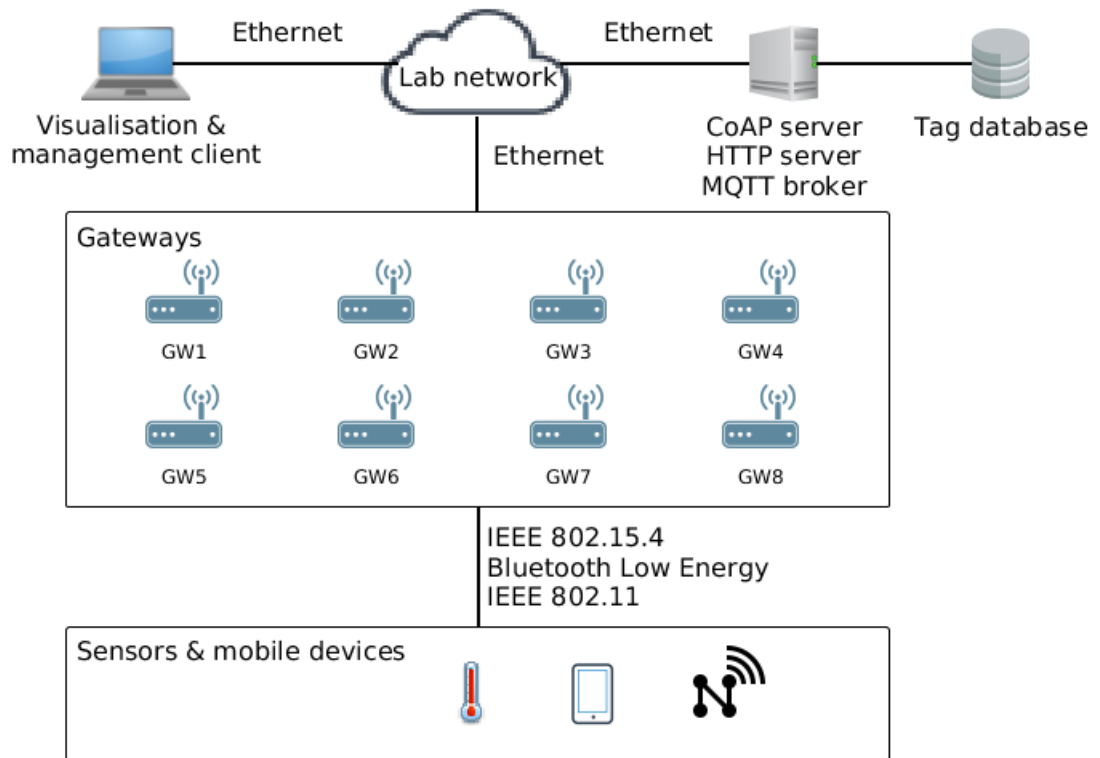 Ethernet
Ethernet
Lab network
Visualisation &
management client
CoAP server
HTTP server
MQTT broker
Tag database
Ethernet
Gateways
GW1
GW2
GW3
GW4
GW5
GW6
GW7
GW8
IEEE 802.15.4
Bluetooth Low Energy
IEEE 802.11
Sensors & mobile devices